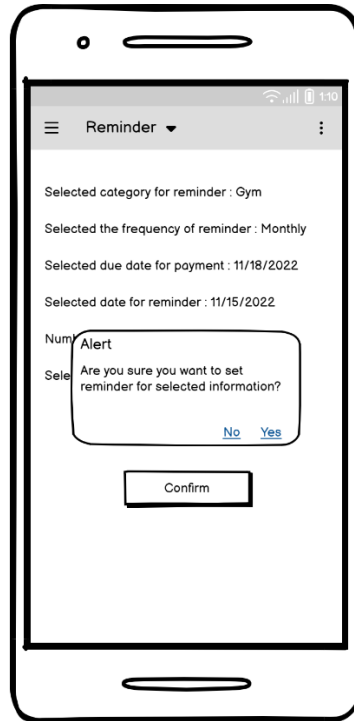 1:10
Reminder
Selected category for reminder : Gym
Selected the frequency of reminder : Monthly
Selected due date for payment : 11/18/2022
Selected date for reminder : 11/15/2022
Alert
Are you sure you want to set
reminder for selected information?
No Yes
Confirm